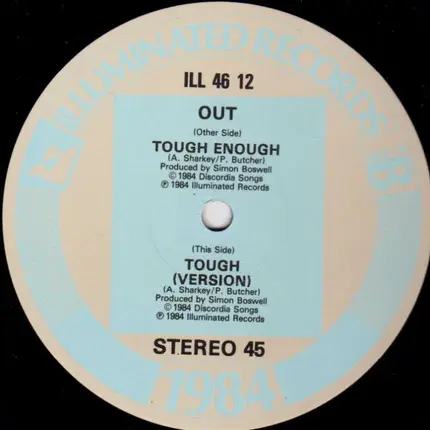 ILLUMINATED RECORDS
B
ILL 46 12
OUT
(Other Side)
TOUGH ENOUGH
(A. Sharkey/P. Butcher)
Produced by Simon Boswell
© 1984 Discordia Songs
℗ 1984 Illuminated Records
(This Side)
TOUGH
(VERSION)
(A. Sharkey/P. Butcher)
Produced by Simon Boswell
© 1984 Discordia Songs
℗ 1984 Illuminated Records
STEREO 45
1984